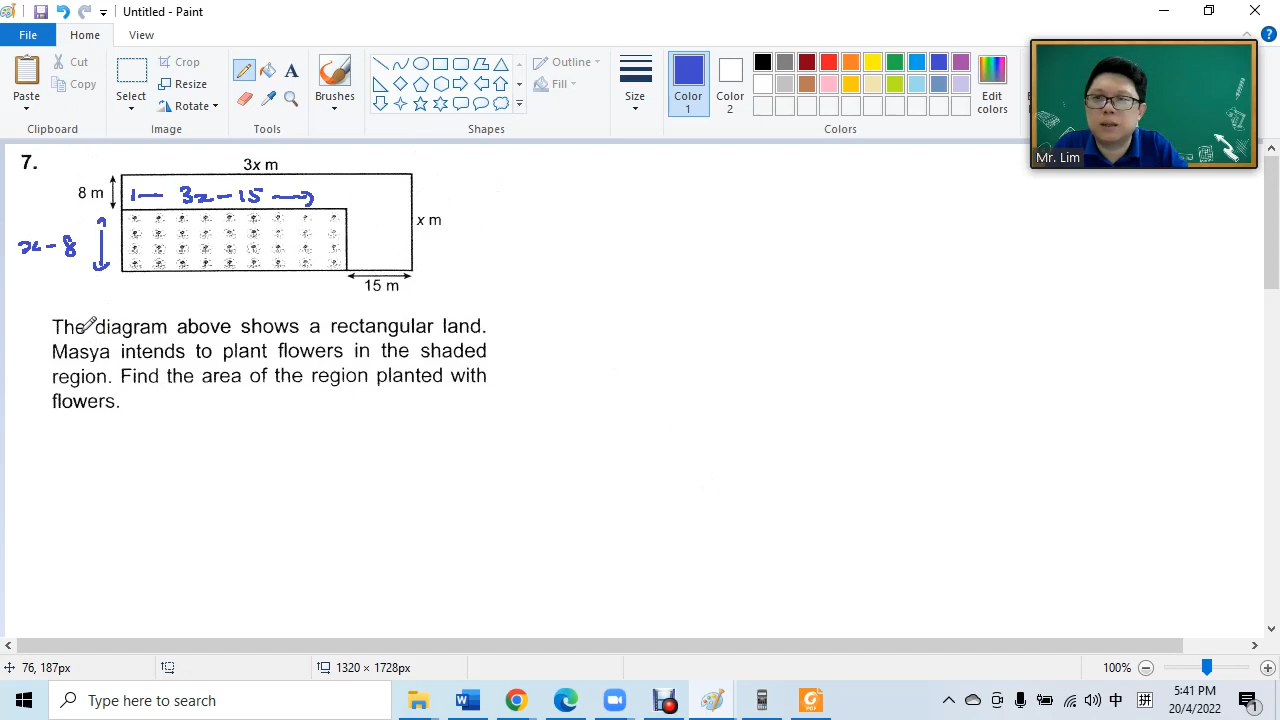 Untitled - Paint
File
Home
View
Paste
Cut
Copy
Clipboard
Select
Crop
Resize
Rotate
Image
Tools
Brushes
Shapes
Outline
Fill
Size
Color 1
Color 2
Edit colors
Colors
Mr. Lim
7.
3x m
8 m
3x - 15
x m
x - 8
15 m
The diagram above shows a rectangular land.
Masya intends to plant flowers in the shaded
region. Find the area of the region planted with
flowers.
76, 187px
1320 × 1728px
100%
Type here to search
中
拼
5:41 PM
20/4/2022